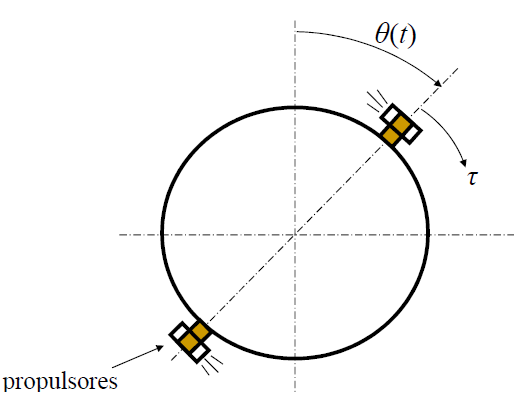 θ(t)
τ
propulsores